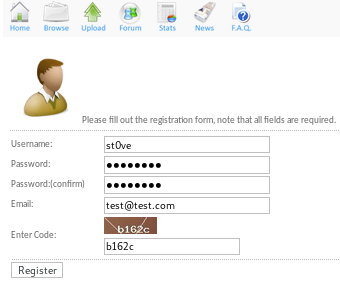 Home Browse Upload Forum Stats News F.A.Q.
Please fill out the registration form, note that all fields are required.
Username: st0ve
Password: ●●●●●●●●
Password:(confirm) ●●●●●●●●
Email: test@test.com
b162c
Enter Code: b162c
Register